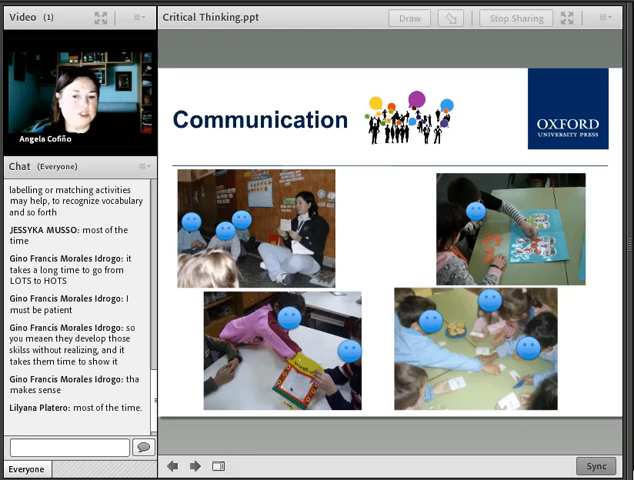 Video (1)
Angela Cofiño
Chat (Everyone)
labelling or matching activities
may help, to recognize vocabulary
and so forth
JESSYKA MUSSO: most of the
time
Gino Francis Morales Idrogo: it
takes a long time to go from
LOTS to HOTS
Gino Francis Morales Idrogo: I
must be patient
Gino Francis Morales Idrogo: so
you meaen they develop those
skilss without realizing, and it
takes them time to show it
Gino Francis Morales Idrogo: tha
makes sense
Lilyana Platero: most of the time.
Everyone
Critical Thinking.ppt
Draw
Stop Sharing
Communication
OXFORD
UNIVERSITY PRESS
Sync